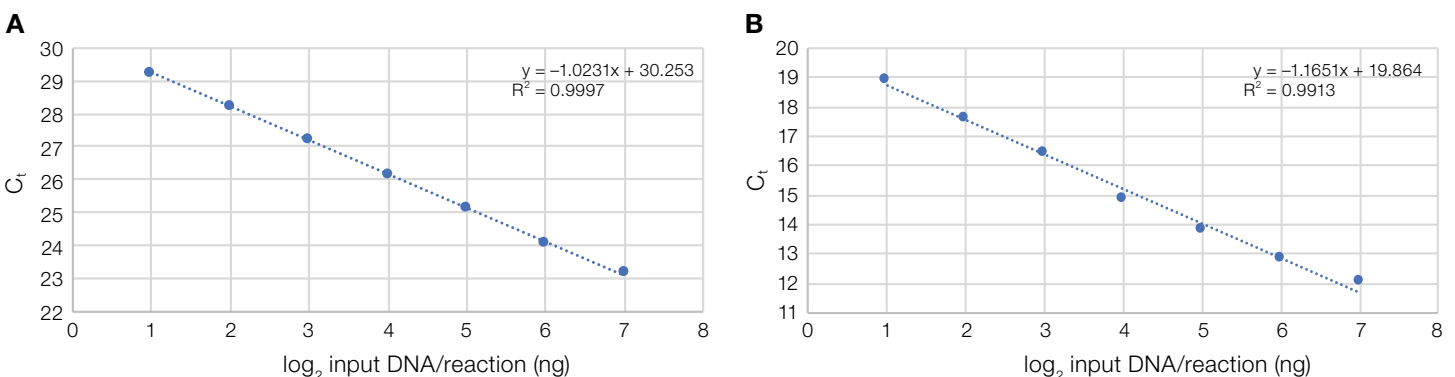 A
30
29
28
27
26
25
24
23
22
C_t
y = –1.0231x + 30.253
R² = 0.9997
0 1 2 3 4 5 6 7 8
log₂ input DNA/reaction (ng)
B
20
19
18
17
16
15
14
13
12
11
C_t
y = –1.1651x + 19.864
R² = 0.9913
0 1 2 3 4 5 6 7 8
log₂ input DNA/reaction (ng)